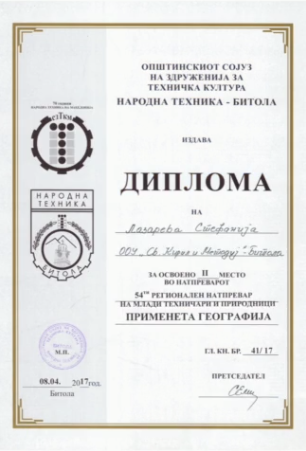 ОПШТИНСКИОТ СОЈУЗ
НА ЗДРУЖЕНИЈА ЗА
ТЕХНИЧКА КУЛТУРА
НАРОДНА ТЕХНИКА - БИТОЛА
ИЗДАВА
ДИПЛОМА
НА
Лазарева Стефанија
ООУ „Св. Кирил и Методиј" - Битола
ЗА ОСВОЕНО II МЕСТО
ВО НАТПРЕВАРОТ
54ТИ РЕГИОНАЛЕН НАТПРЕВАР
НА МЛАДИ ТЕХНИЧАРИ И ПРИРОДНИЦИ
ПРИМЕНЕТА ГЕОГРАФИЈА
ГЛ. КН. БР. 41/17
ПРЕТСЕДАТЕЛ
НАРОДНА
ТЕХНИКА
БИТОЛА
М.П.
08.04. 2017год.
Битола